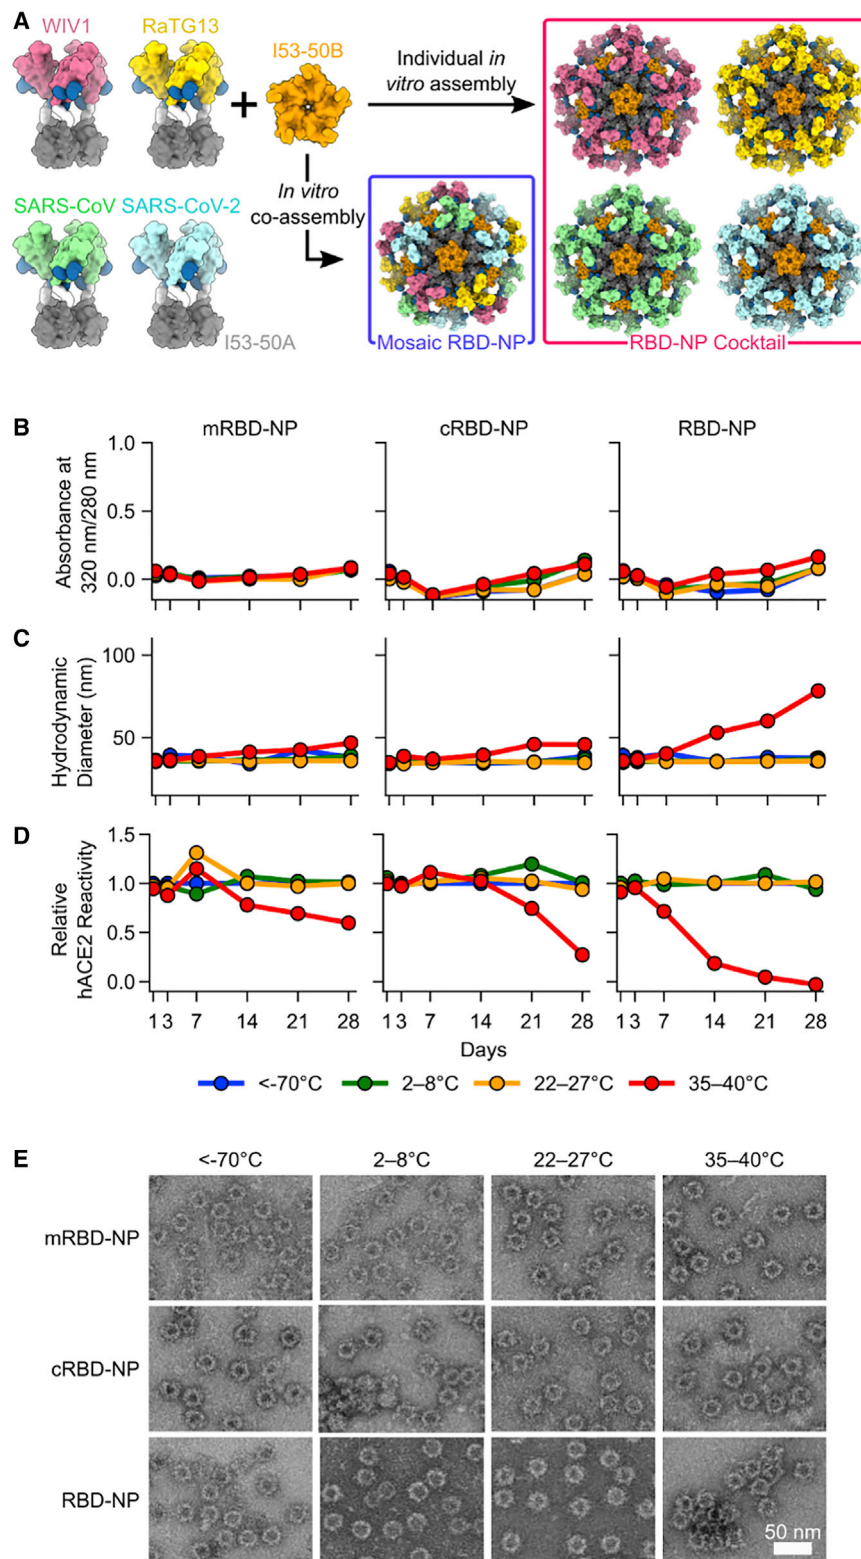 A
WIV1
RaTG13
I53-50B
Individual in
vitro assembly
In vitro
co-assembly
SARS-CoV
SARS-CoV-2
I53-50A
Mosaic RBD-NP
RBD-NP Cocktail
B
mRBD-NP
cRBD-NP
RBD-NP
Absorbance at
320 nm/280 nm
1.0
0.5
0.0
C
Hydrodynamic
Diameter (nm)
100
50
D
Relative
hACE2 Reactivity
1.5
1.0
0.5
0.0
1 3 7 14 21 28
1 3 7 14 21 28
1 3 7 14 21 28
Days
<-70°C
2–8°C
22–27°C
35–40°C
E
<-70°C
2–8°C
22–27°C
35–40°C
mRBD-NP
cRBD-NP
RBD-NP
50 nm